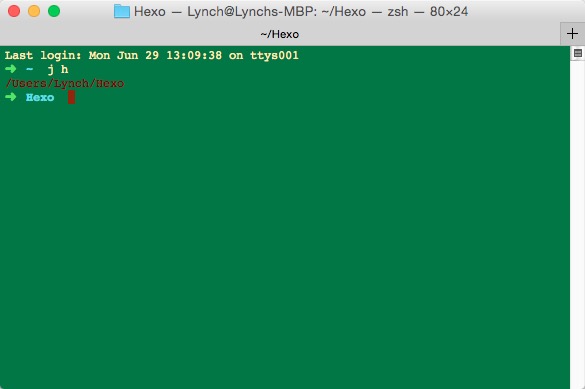 Hexo — Lynch@Lynchs-MBP: ~/Hexo — zsh — 80×24
~/Hexo
Last login: Mon Jun 29 13:09:38 on ttys001
➜ ~ j h
/Users/Lynch/Hexo
➜ Hexo